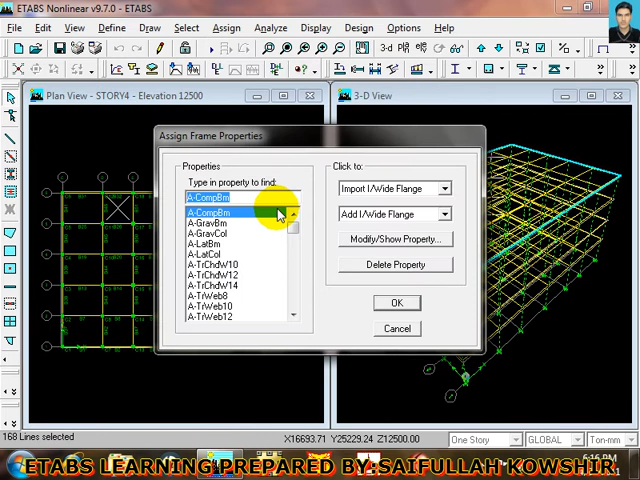 ETABS Nonlinear v9.7.0 - ETABS
File Edit View Define Draw Select Assign Analyze Display Design Options Help
Plan View - STORY4 - Elevation 12500
3-D View
Assign Frame Properties
Properties
Click to:
Type in property to find:
A-CompBm
Import I/Wide Flange
A-CompBm
Add I/Wide Flange
A-GravBm
A-GravCol
Modify/Show Property...
A-LatBm
A-LatCol
A-TrChdW10
Delete Property
A-TrChdW12
A-TrChdW14
A-TrWeb8
A-TrWeb10
OK
A-TrWeb12
Cancel
168 Lines selected
X16693.71 Y25229.24 Z12500.00
One Story
GLOBAL
Ton-mm
6:16 PM
ETABS LEARNING PREPARED BY:SAIFULLAH KOWSHIR